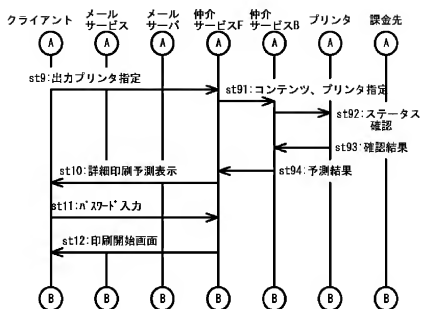 クライアント
メール
サービス
メール
サーバ
仲介
サービスF
仲介
サービスB
プリンタ
課金先
A A A A A A A
st9:出力プリンタ指定
st91:コンテンツ、プリンタ指定
st92:ステータス
確認
st93:確認結果
st94:予測結果
st10:詳細印刷予測表示
st11:パスワード入力
st12:印刷開始画面
B B B B B B B